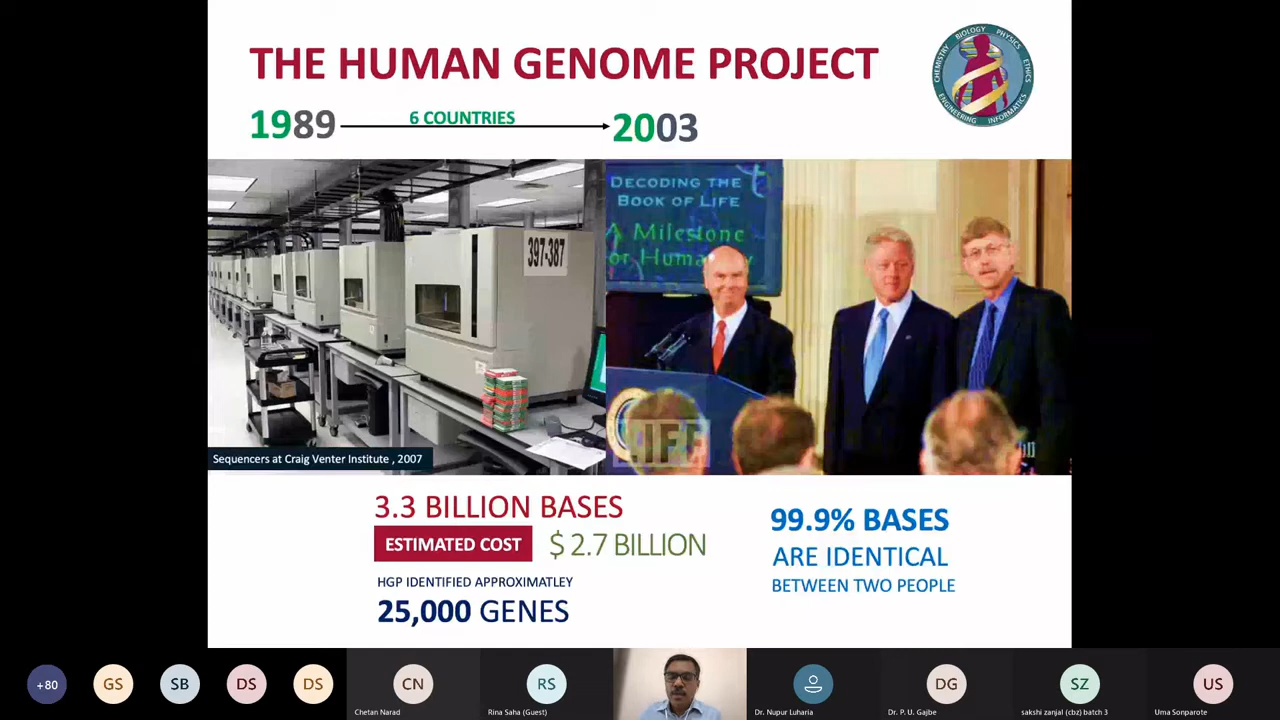 THE HUMAN GENOME PROJECT
CHEMISTRY BIOLOGY PHYSICS ETHICS INFORMATICS ENGINEERING
1989
6 COUNTRIES
2003
397-387
Sequencers at Craig Venter Institute , 2007
DECODING THE
BOOK OF LIFE
A Milestone
LIFE
3.3 BILLION BASES
ESTIMATED COST
$ 2.7 BILLION
HGP IDENTIFIED APPROXIMATLEY
25,000 GENES
99.9% BASES
ARE IDENTICAL
BETWEEN TWO PEOPLE
+80
GS
SB
DS
DS
CN
Chetan Narad
RS
Rina Saha (Guest)
Dr. Nupur Luharia
DG
Dr. P. U. Gajbe
SZ
sakshi zanjal (cbz) batch 3
US
Uma Sonparote